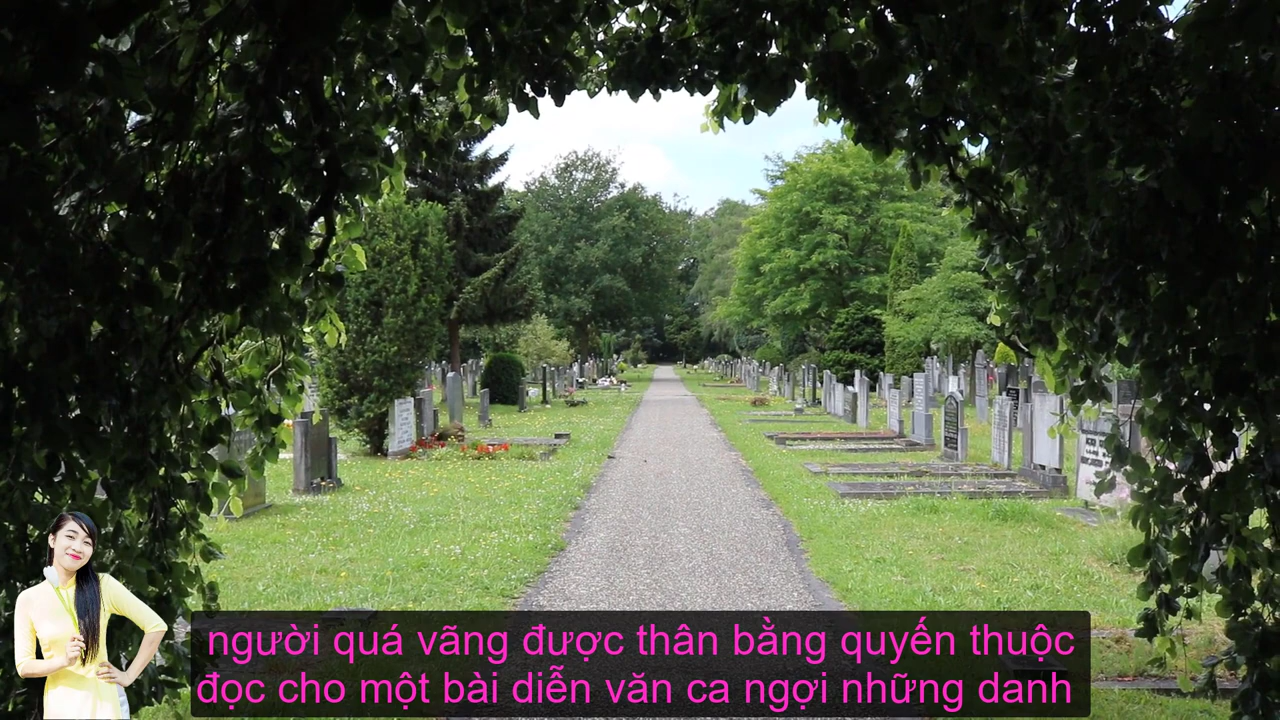 người quá vãng được thân bằng quyến thuộc
đọc cho một bài diễn văn ca ngợi những danh